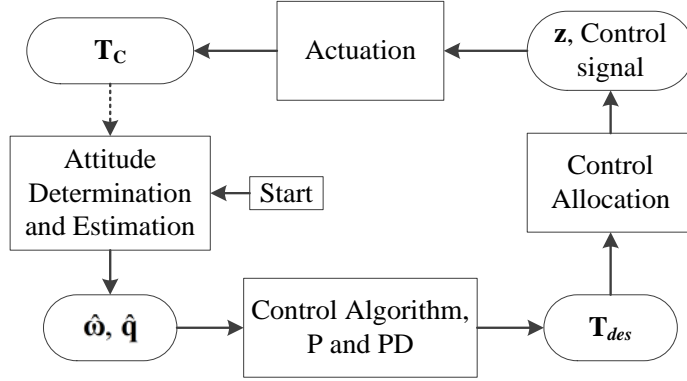 T_C
Actuation
z, Control
signal
Attitude
Determination
and Estimation
Start
Control
Allocation
ω̂, q̂
Control Algorithm,
P and PD
T_des